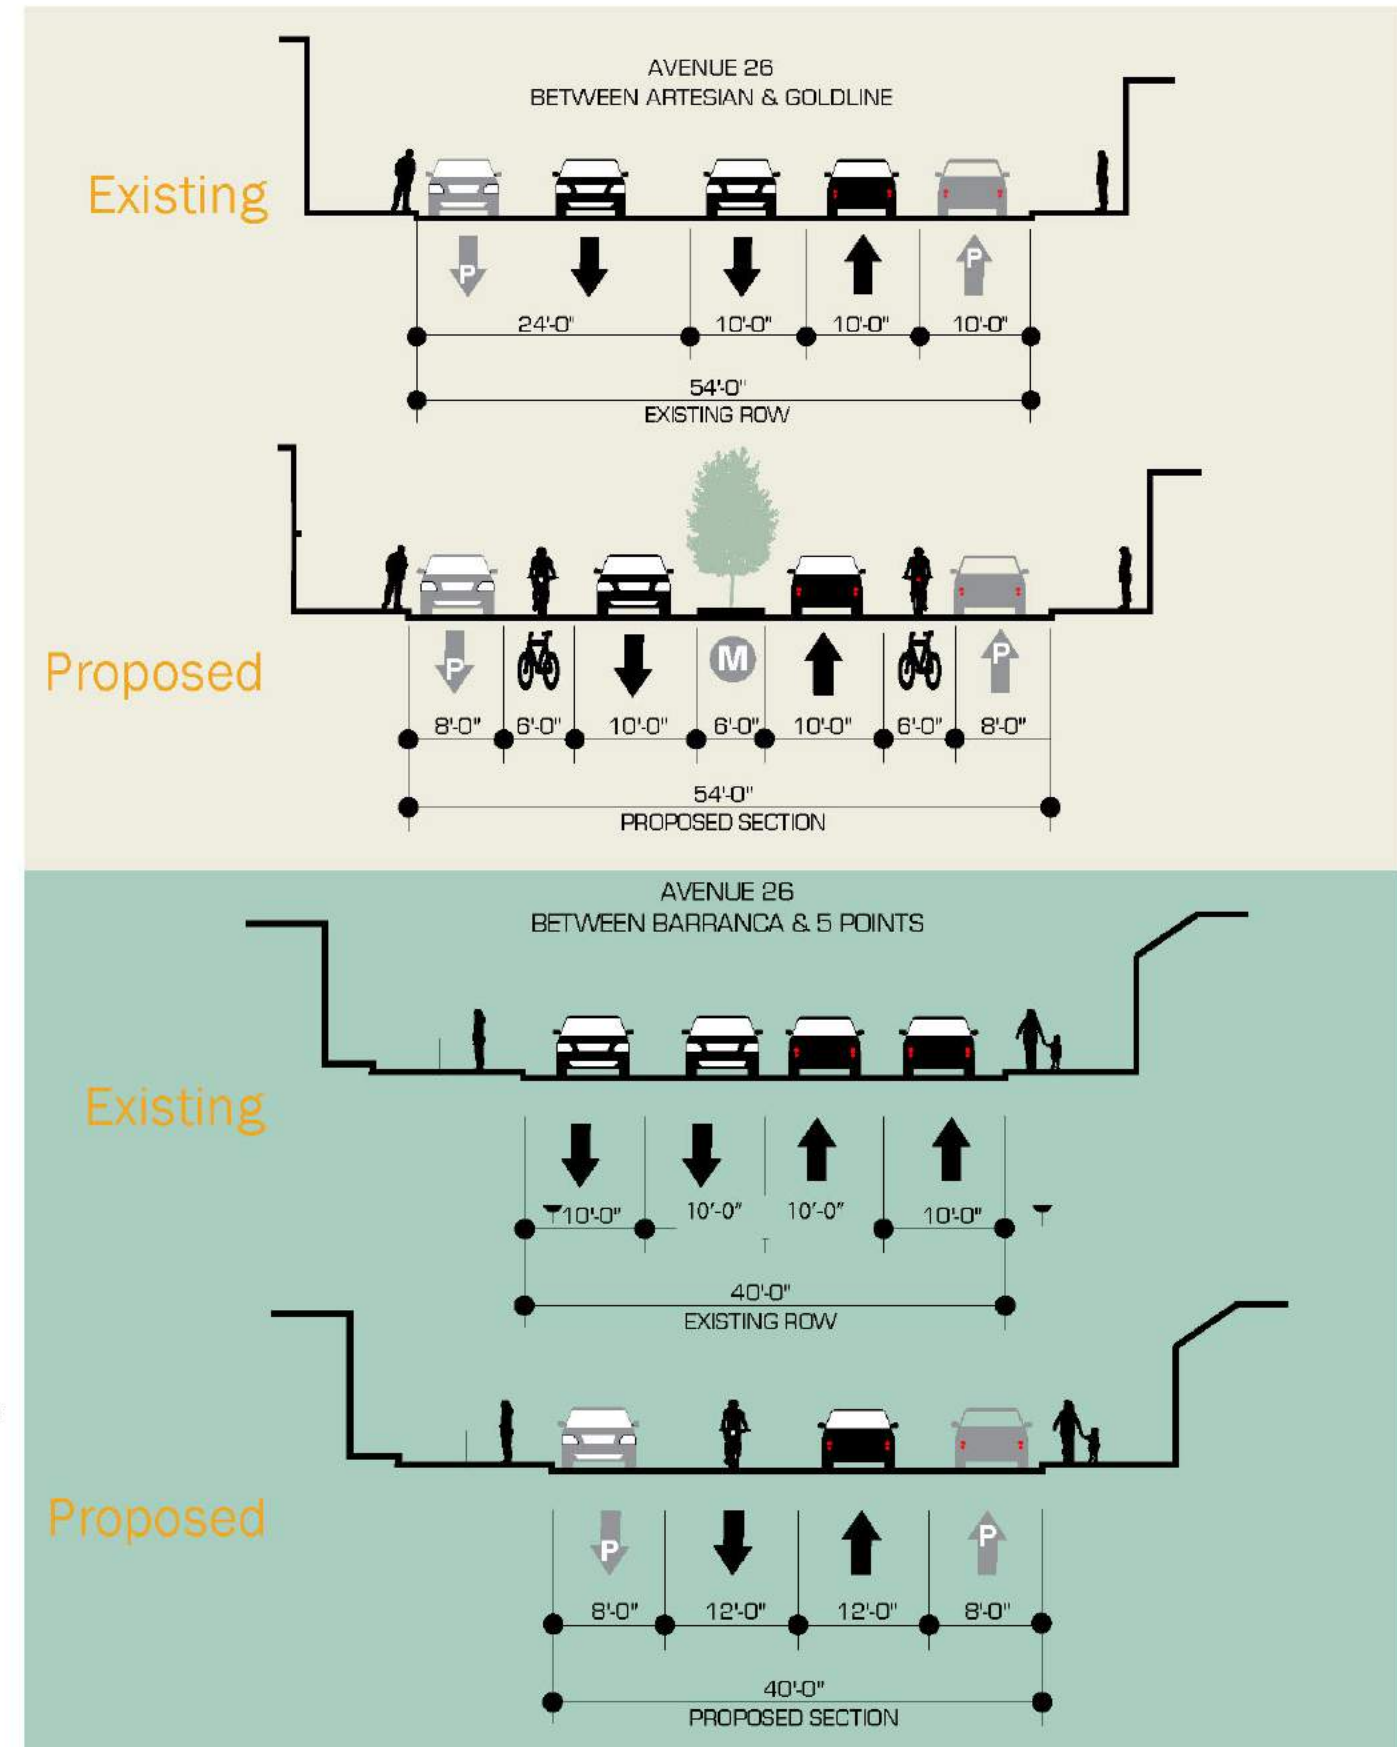 AVENUE 26
BETWEEN ARTESIAN & GOLDLINE
Existing
P
P
24'-0" 10'-0" 10'-0" 10'-0"
54'-0"
EXISTING ROW
Proposed
P M P
8'-0" 6'-0" 10'-0" 6'-0" 10'-0" 6'-0" 8'-0"
54'-0"
PROPOSED SECTION
AVENUE 26
BETWEEN BARRANCA & 5 POINTS
Existing
10'-0" 10'-0" 10'-0" 10'-0"
40'-0"
EXISTING ROW
Proposed
P P
8'-0" 12'-0" 12'-0" 8'-0"
40'-0"
PROPOSED SECTION